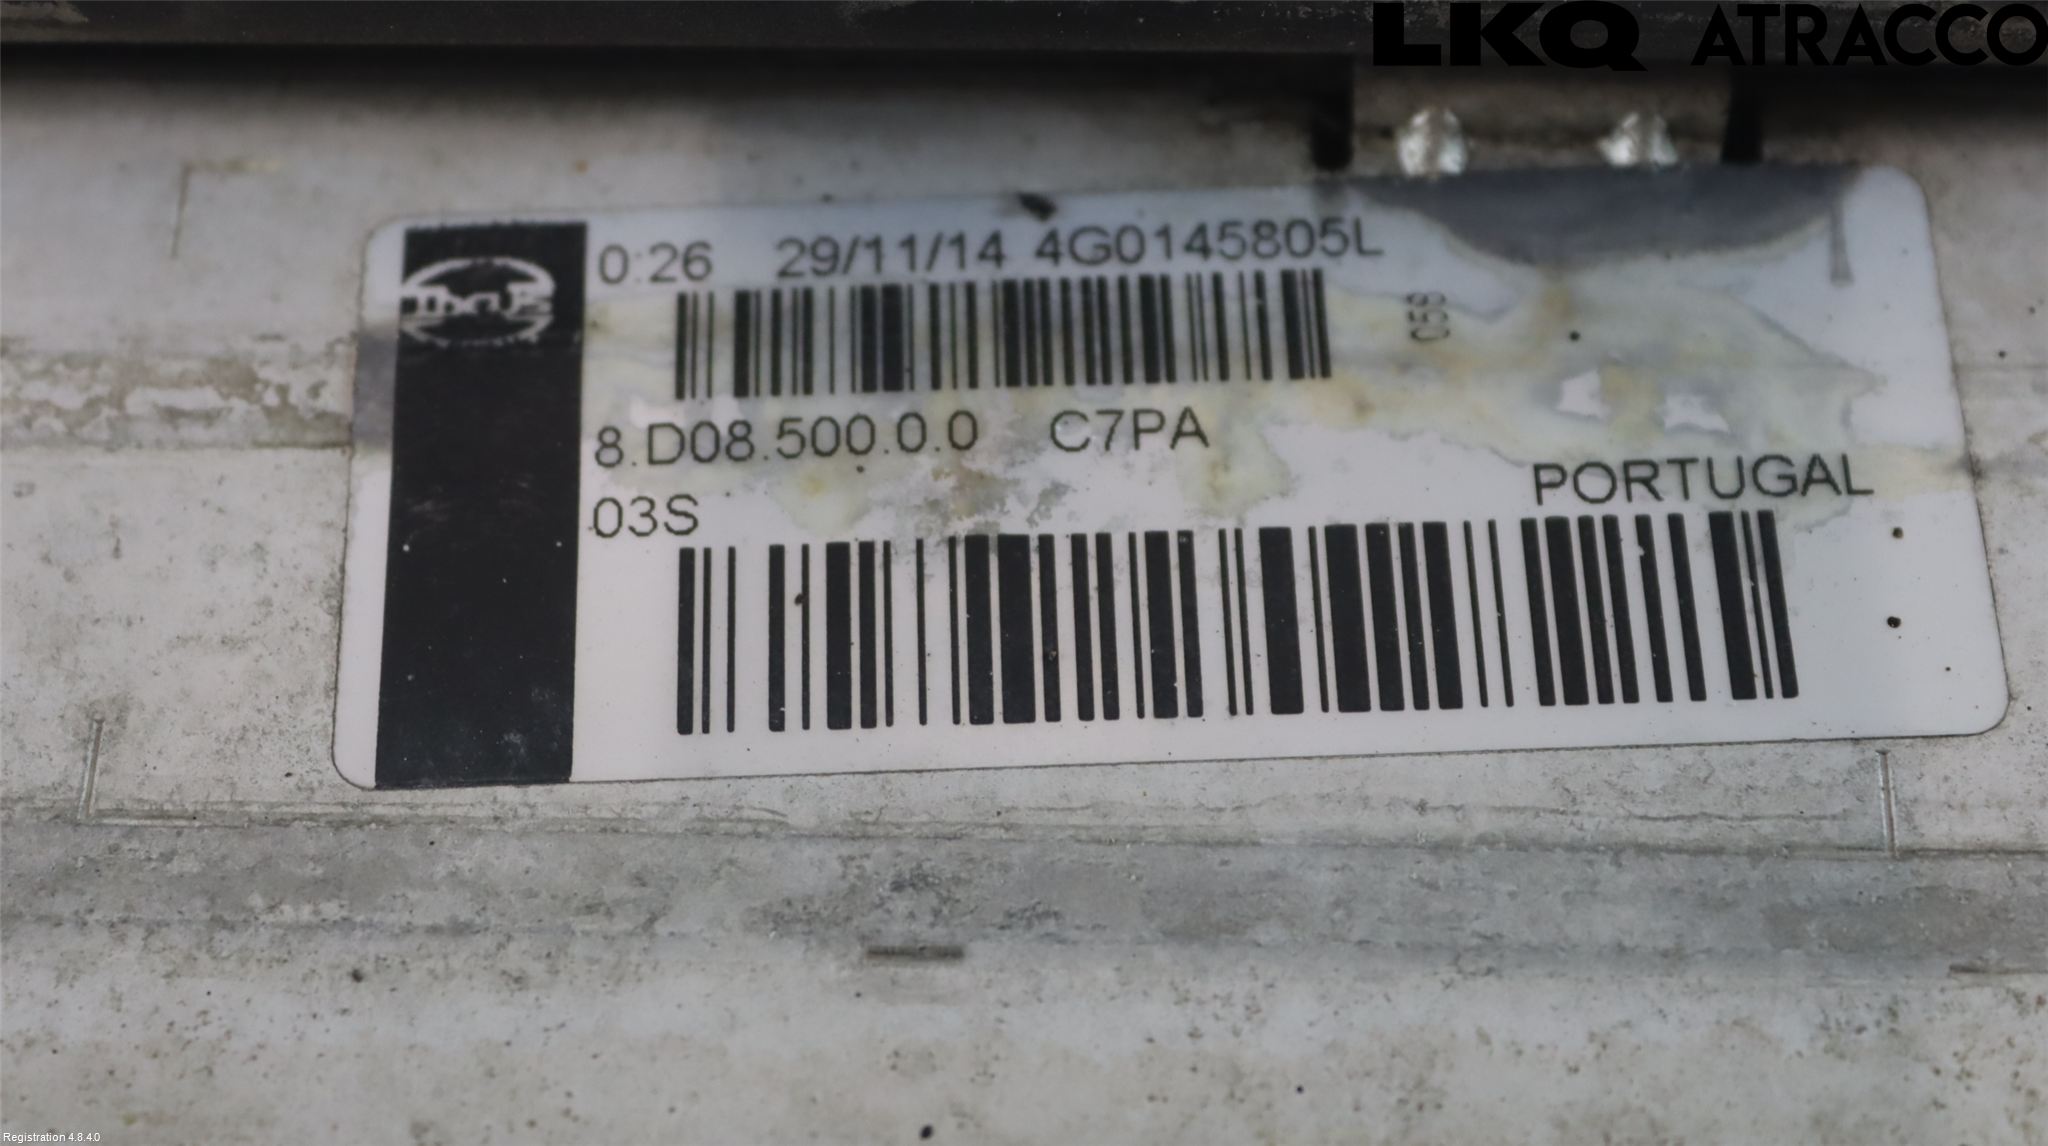 LKQ ATRACCO
0:26 29/11/14 4G0145805L
05S
8.D08.500.0.0 C7PA
PORTUGAL
03S
Registration 4.8.4.0